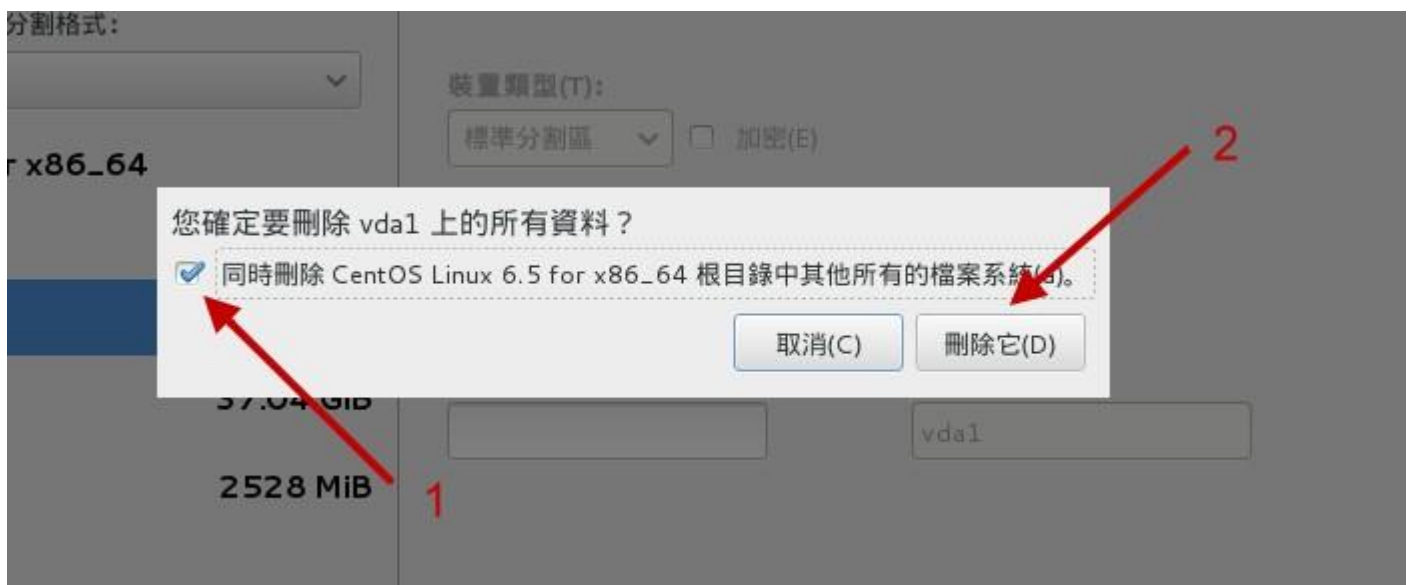 分割格式:
裝置類型(T):
標準分割區
加密(E)
r x86_64
2
您確定要刪除 vda1 上的所有資料？
同時刪除 CentOS Linux 6.5 for x86_64 根目錄中其他所有的檔案系統(a)。
取消(C)
刪除它(D)
37.04 GiB
vda1
2528 MiB
1